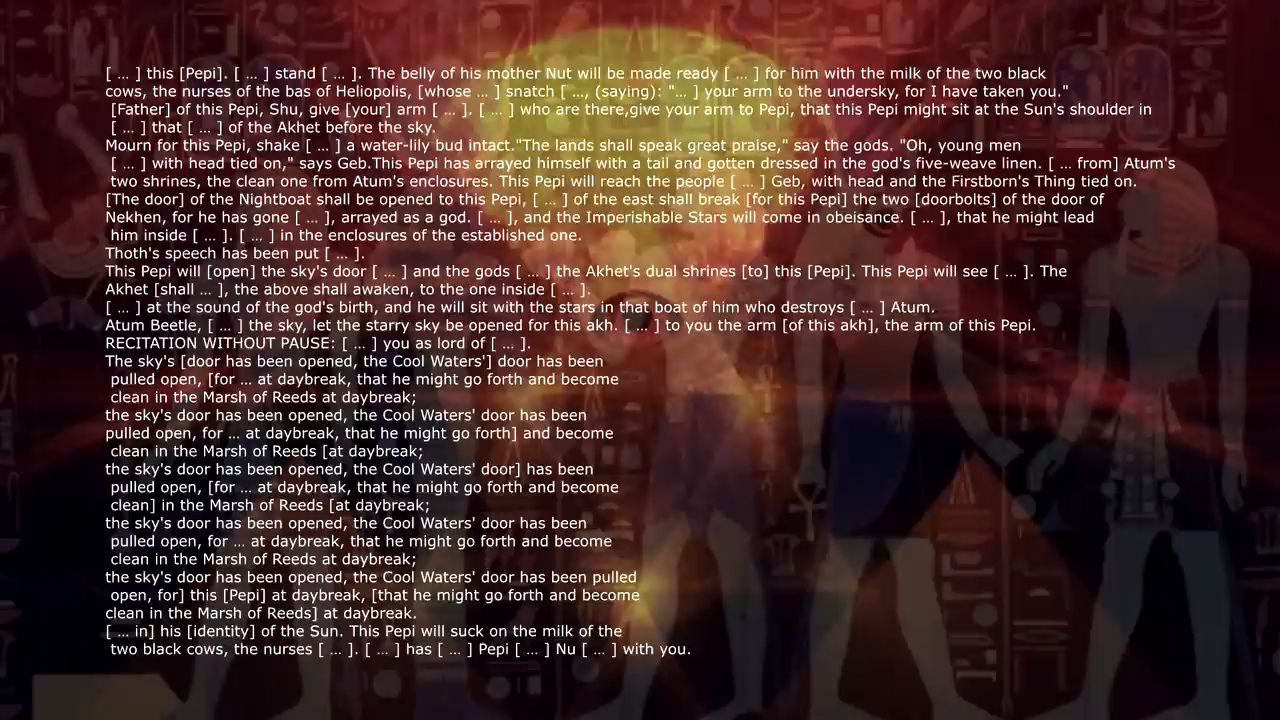 [ … ] this [Pepi]. [ … ] stand [ … ]. The belly of his mother Nut will be made ready [ … ] for him with the milk of the two black
cows, the nurses of the bas of Heliopolis, [whose … ] snatch [ …, (saying): "… ] your arm to the undersky, for I have taken you."
[Father] of this Pepi, Shu, give [your] arm [ … ]. [ … ] who are there,give your arm to Pepi, that this Pepi might sit at the Sun's shoulder in
[ … ] that [ … ] of the Akhet before the sky.
Mourn for this Pepi, shake [ … ] a water-lily bud intact."The lands shall speak great praise," say the gods. "Oh, young men
[ … ] with head tied on," says Geb.This Pepi has arrayed himself with a tail and gotten dressed in the god's five-weave linen. [ … from] Atum's
two shrines, the clean one from Atum's enclosures. This Pepi will reach the people [ … ] Geb, with head and the Firstborn's Thing tied on.
[The door] of the Nightboat shall be opened to this Pepi, [ … ] of the east shall break [for this Pepi] the two [doorbolts] of the door of
Nekhen, for he has gone [ … ], arrayed as a god. [ … ], and the Imperishable Stars will come in obeisance. [ … ], that he might lead
him inside [ … ]. [ … ] in the enclosures of the established one.
Thoth's speech has been put [ … ].
This Pepi will [open] the sky's door [ … ] and the gods [ … ] the Akhet's dual shrines [to] this [Pepi]. This Pepi will see [ … ]. The
Akhet [shall … ], the above shall awaken, to the one inside [ … ].
[ … ] at the sound of the god's birth, and he will sit with the stars in that boat of him who destroys [ … ] Atum.
Atum Beetle, [ … ] the sky, let the starry sky be opened for this akh. [ … ] to you the arm [of this akh], the arm of this Pepi.
RECITATION WITHOUT PAUSE: [ … ] you as lord of [ … ].
The sky's [door has been opened, the Cool Waters'] door has been
pulled open, [for … at daybreak, that he might go forth and become
clean in the Marsh of Reeds at daybreak;
the sky's door has been opened, the Cool Waters' door has been
pulled open, for … at daybreak, that he might go forth] and become
clean in the Marsh of Reeds [at daybreak;
the sky's door has been opened, the Cool Waters' door] has been
pulled open, [for … at daybreak, that he might go forth and become
clean] in the Marsh of Reeds [at daybreak;
the sky's door has been opened, the Cool Waters' door has been
pulled open, for … at daybreak, that he might go forth and become
clean in the Marsh of Reeds at daybreak;
the sky's door has been opened, the Cool Waters' door has been pulled
open, for] this [Pepi] at daybreak, [that he might go forth and become
clean in the Marsh of Reeds] at daybreak.
[ … in] his [identity] of the Sun. This Pepi will suck on the milk of the
two black cows, the nurses [ … ]. [ … ] has [ … ] Pepi [ … ] Nu [ … ] with you.